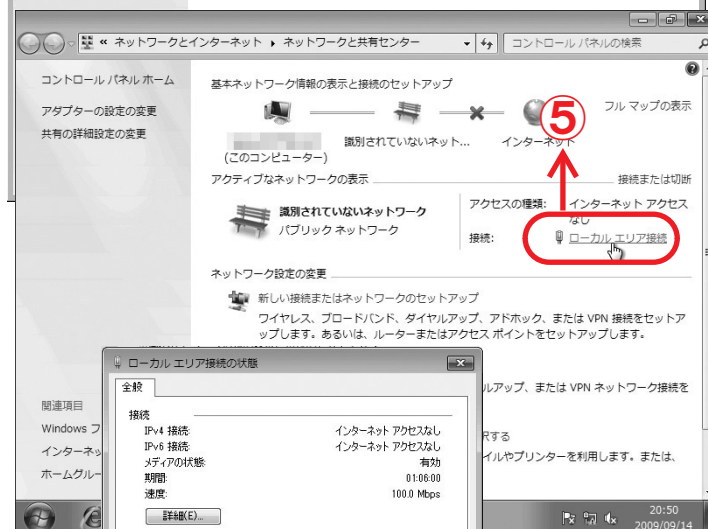 « ネットワークとインターネット ▸ ネットワークと共有センター
コントロール パネルの検索
コントロール パネル ホーム
アダプターの設定の変更
共有の詳細設定の変更
基本ネットワーク情報の表示と接続のセットアップ
フル マップの表示
識別されていないネット...
インターネット
(このコンピューター)
⑤
アクティブなネットワークの表示
接続または切断
識別されていないネットワーク
パブリック ネットワーク
アクセスの種類:
インターネット アクセス
なし
接続:
ローカル エリア接続
ネットワーク設定の変更
新しい接続またはネットワークのセットアップ
ワイヤレス、ブロードバンド、ダイヤルアップ、アドホック、または VPN 接続をセットア
ップします。あるいは、ルーターまたはアクセス ポイントをセットアップします。
ルアップ、または VPN ネットワーク接続を
する
イルやプリンターを利用します。または、
関連項目
Windows フ
インターネッ
ホームグルー
ローカル エリア接続の状態
全般
接続
IPv4 接続:
インターネット アクセスなし
IPv6 接続:
インターネット アクセスなし
メディアの状態:
有効
期間:
01:06:00
速度:
100.0 Mbps
詳細(E)...
20:50
2009/09/14